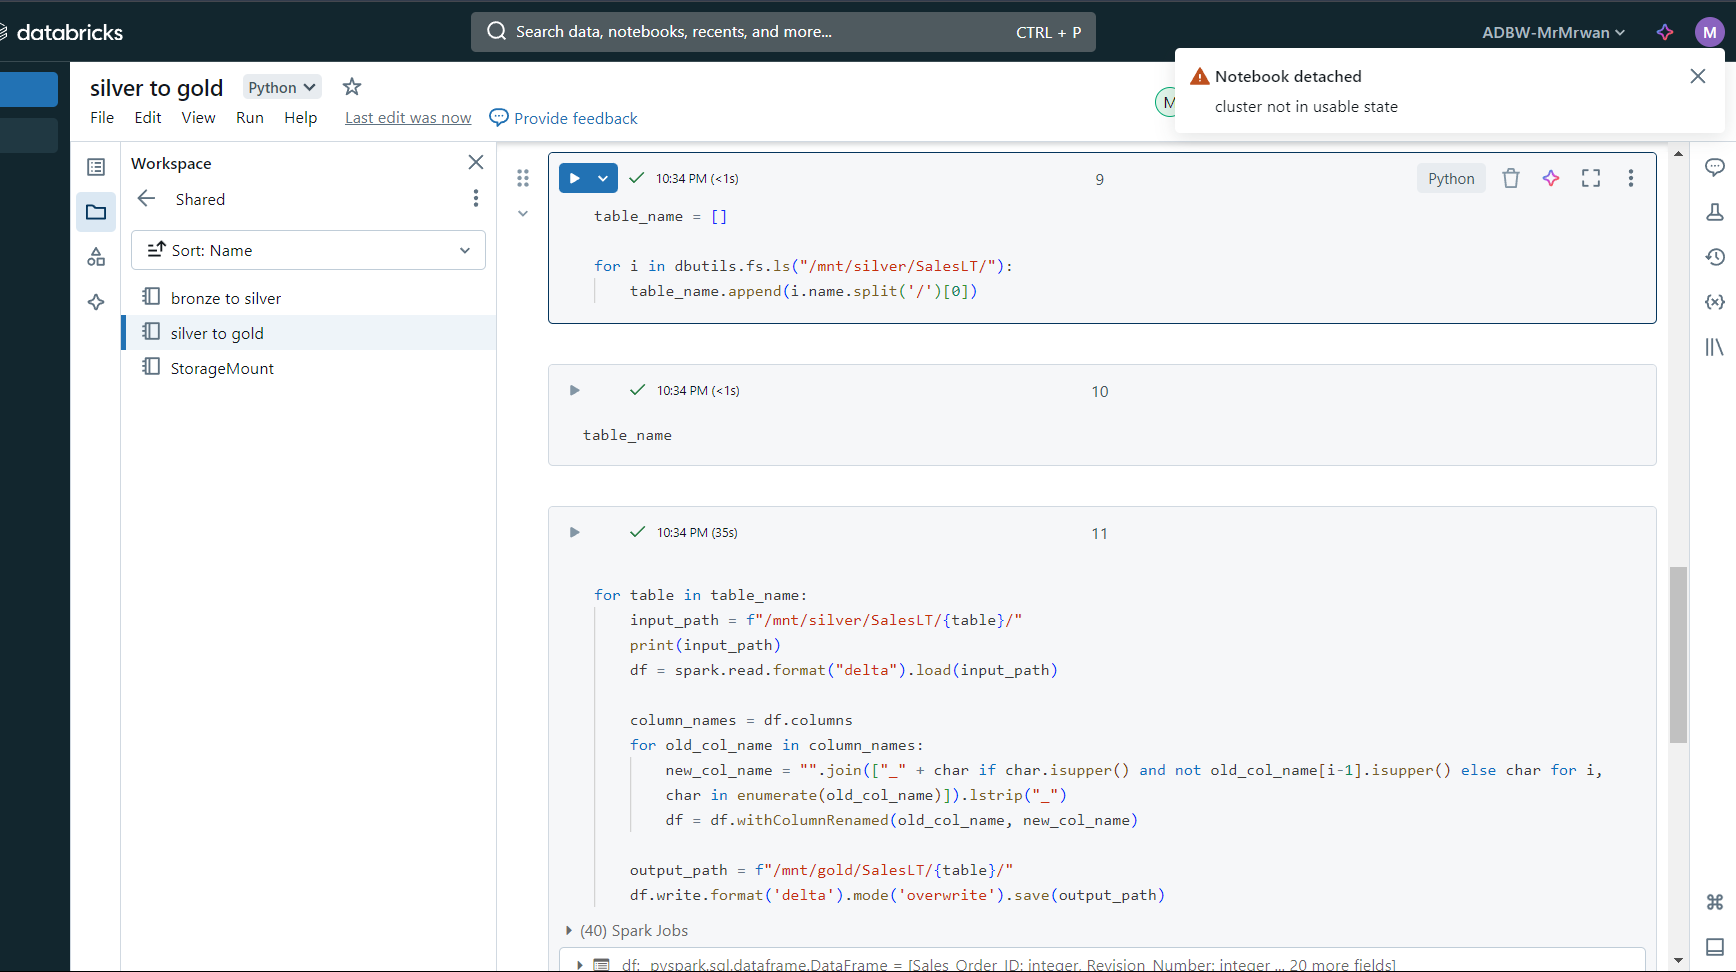 databricks
Search data, notebooks, recents, and more...
CTRL + P
ADBW-MrMrwan
M
silver to gold
Python
File
Edit
View
Run
Help
Last edit was now
Provide feedback
M
Notebook detached
cluster not in usable state
Workspace
Shared
Sort: Name
bronze to silver
silver to gold
StorageMount
10:34 PM (<1s)
9
Python
table_name = []
for i in dbutils.fs.ls("/mnt/silver/SalesLT/"):
table_name.append(i.name.split('/')[0])
10:34 PM (<1s)
10
table_name
10:34 PM (35s)
11
for table in table_name:
input_path = f"/mnt/silver/SalesLT/{table}/"
print(input_path)
df = spark.read.format("delta").load(input_path)
column_names = df.columns
for old_col_name in column_names:
new_col_name = "".join(["_" + char if char.isupper() and not old_col_name[i-1].isupper() else char for i,
char in enumerate(old_col_name)]).lstrip("_")
df = df.withColumnRenamed(old_col_name, new_col_name)
output_path = f"/mnt/gold/SalesLT/{table}/"
df.write.format('delta').mode('overwrite').save(output_path)
(40) Spark Jobs
df: pyspark.sql.dataframe.DataFrame = [Sales_Order_ID: integer, Revision_Number: integer ... 20 more fields]